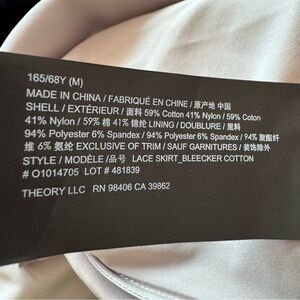 165/68Y (M)
MADE IN CHINA / FABRIQUÉ EN CHINE / 原产地 中国
SHELL / EXTÉRIEUR / 面料 59% Cotton 41% Nylon / 59% Coton
41% Nylon / 59% 棉 41% 锦纶 LINING / DOUBLURE / 里料
94% Polyester 6% Spandex / 94% Polyester 6% Spandex / 94% 聚酯纤
维 6% 氨纶 EXCLUSIVE OF TRIM / SAUF GARNITURES / 装饰除外
STYLE / MODÈLE /品号 LACE SKIRT_BLEECKER COTTON
# O1014705 LOT # 481839
THEORY LLC RN 98406 CA 39862